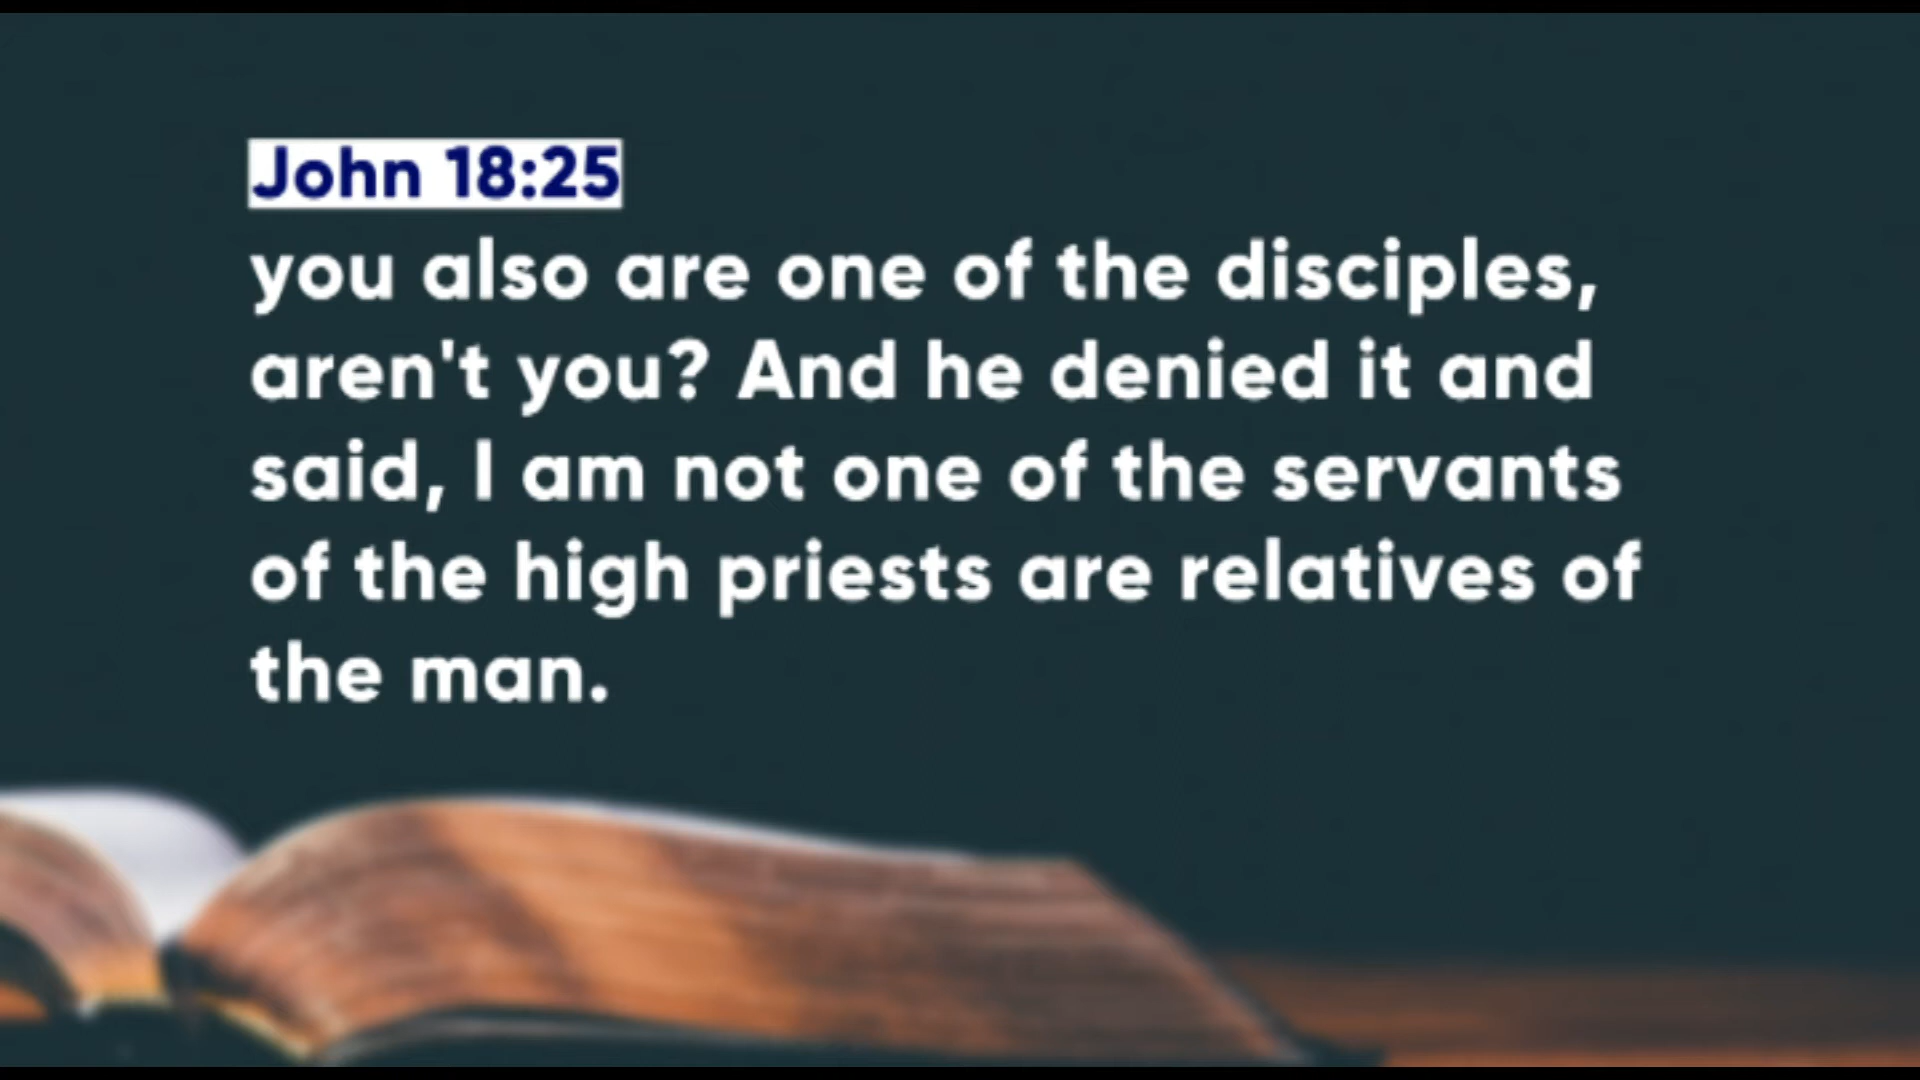 John 18:25
you also are one of the disciples,
aren't you? And he denied it and
said, I am not one of the servants
of the high priests are relatives of
the man.